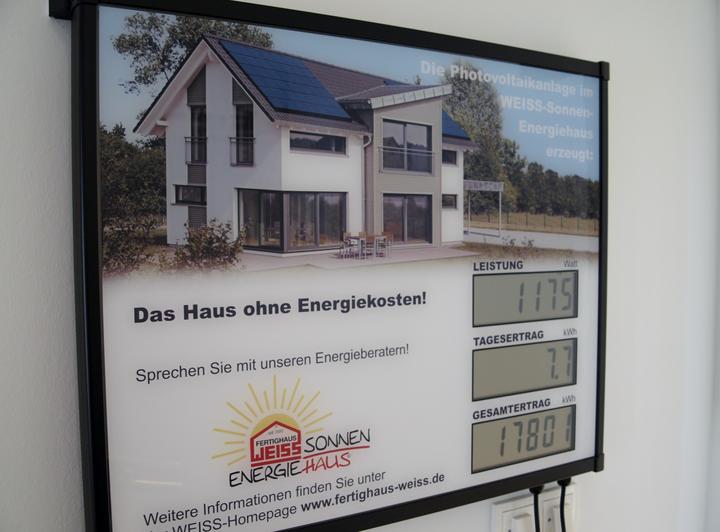 Die Photovoltaikanlage im
WEISS-Sonnen-
Energiehaus
erzeugt:
LEISTUNG Watt
1175
Das Haus ohne Energiekosten!
TAGESERTRAG kWh
7.7
Sprechen Sie mit unseren Energieberatern!
GESAMTERTRAG kWh
17801
FERTIGHAUS
WEISS SONNEN
ENERGIE HAUS
Weitere Informationen finden Sie unter
WEISS-Homepage www.fertighaus-weiss.de